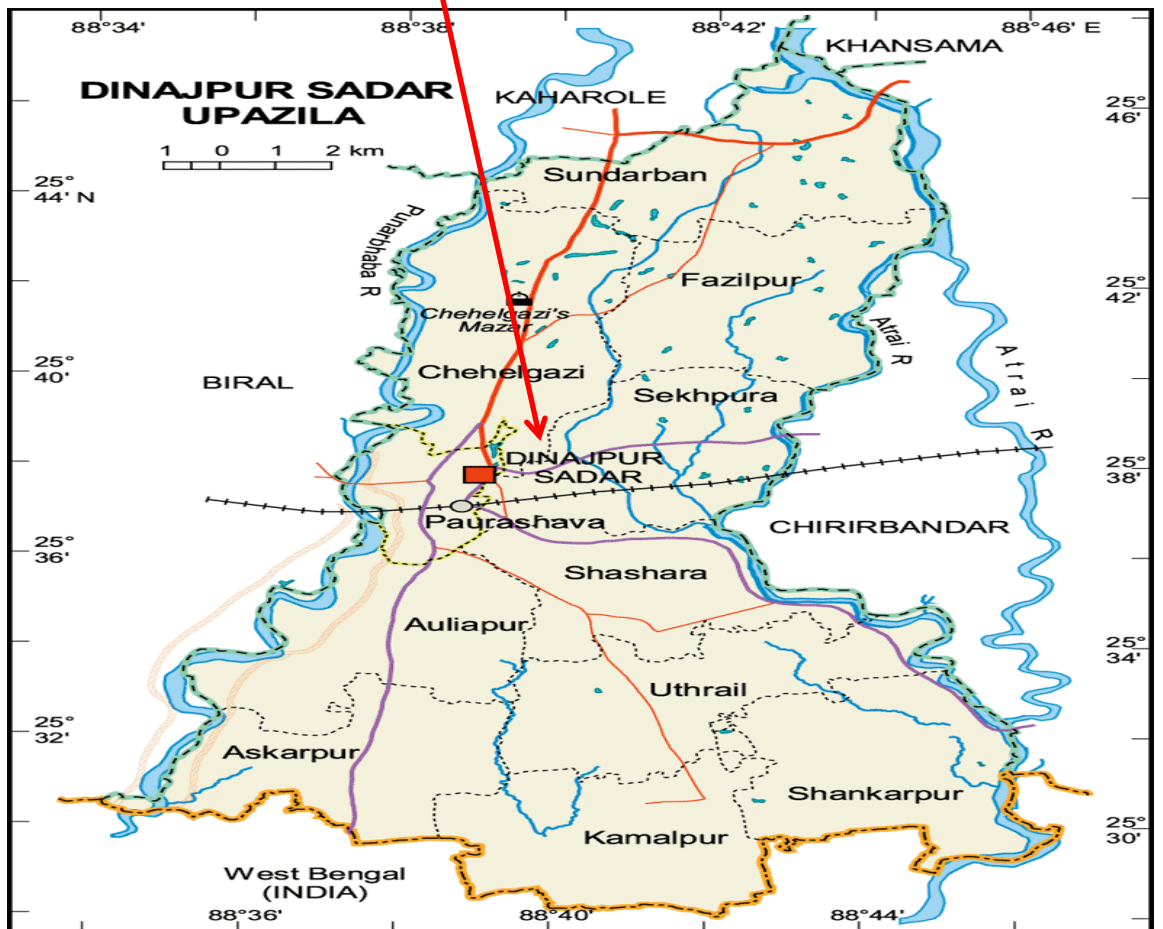 88°34'
88°38'
88°42'
88°46' E
KHANSAMA
DINAJPUR SADAR
UPAZILA
KAHAROLE
25°
46'
1 0 1 2 km
Sundarban
25°
44' N
Punarbhaba R
Fazilpur
25°
42'
Chehelgazi's
Mazar
Atrai R
Atrai R
25°
40'
BIRAL
Chehelgazi
Sekhpura
DINAJPUR
SADAR
25°
38'
Paurashava
CHIRIRBANDAR
25°
36'
Shashara
Auliapur
25°
34'
Uthrail
25°
32'
Askarpur
Shankarpur
Kamalpur
25°
30'
West Bengal
(INDIA)
88°36'
88°40'
88°44'